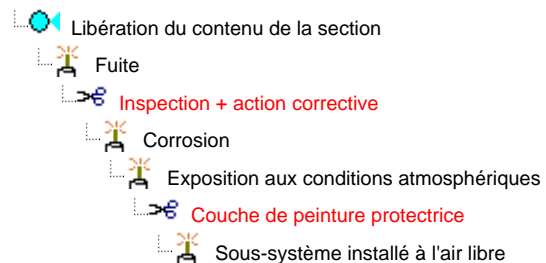 Libération du contenu de la section
Fuite
Inspection + action corrective
Corrosion
Exposition aux conditions atmosphériques
Couche de peinture protectrice
Sous-système installé à l'air libre